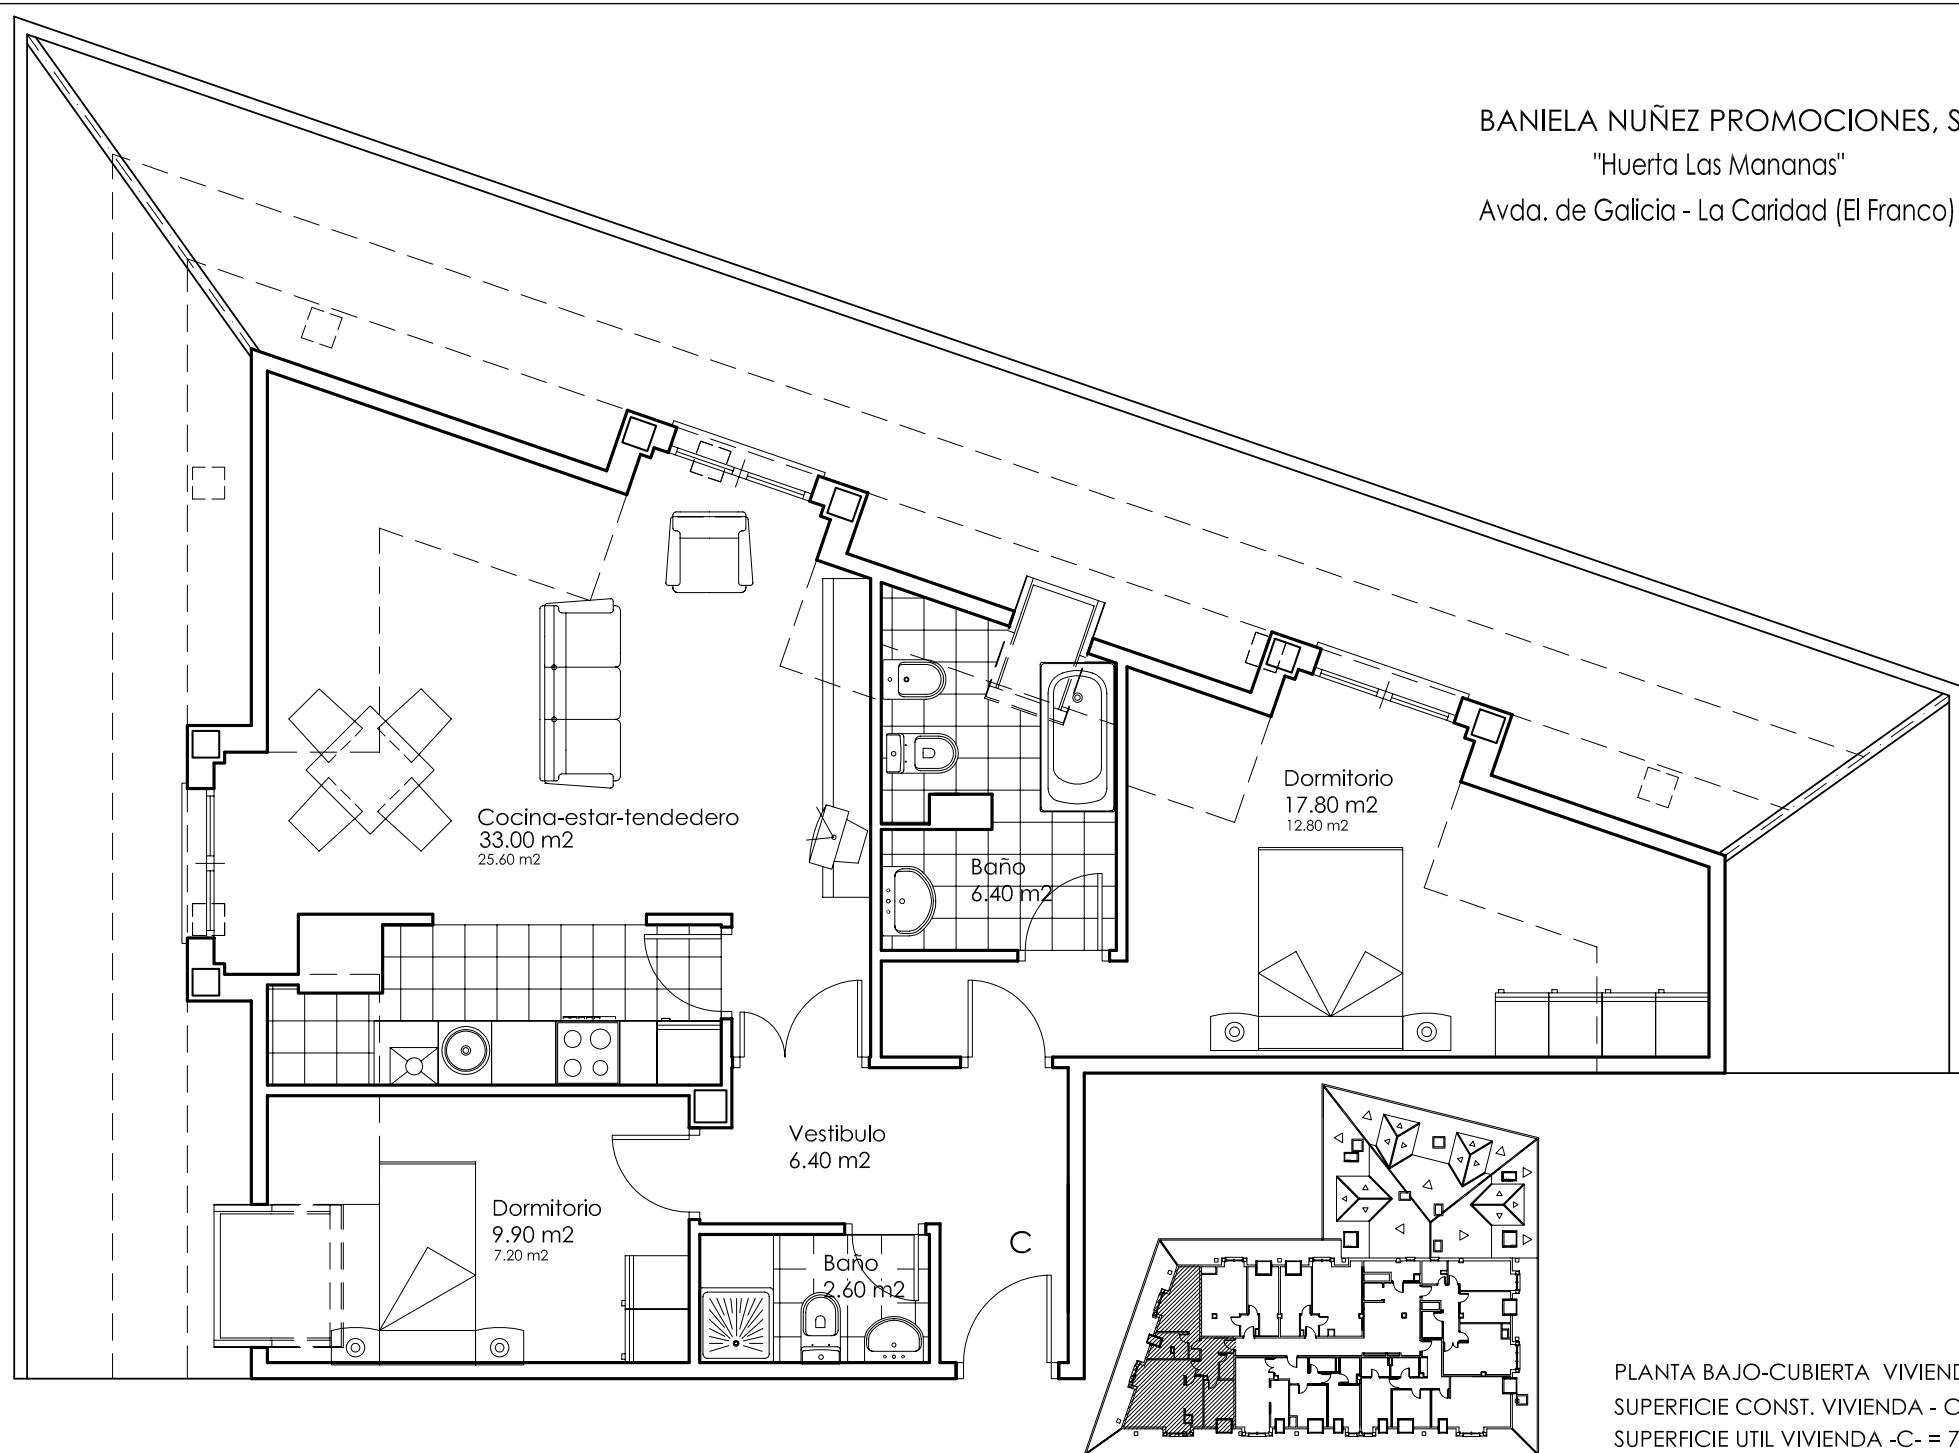 BANIELA NUÑEZ PROMOCIONES, S
"Huerta Las Mananas"
Avda. de Galicia - La Caridad (El Franco)
Dormitorio
17.80 m2
12.80 m2
Cocina-estar-tendedero
33.00 m2
25.60 m2
Baño
6.40 m2
Vestibulo
6.40 m2
Dormitorio
9.90 m2
7.20 m2
Baño
2.60 m2
C
PLANTA BAJO-CUBIERTA VIVIEND
SUPERFICIE CONST. VIVIENDA - C
SUPERFICIE UTIL VIVIENDA -C- =